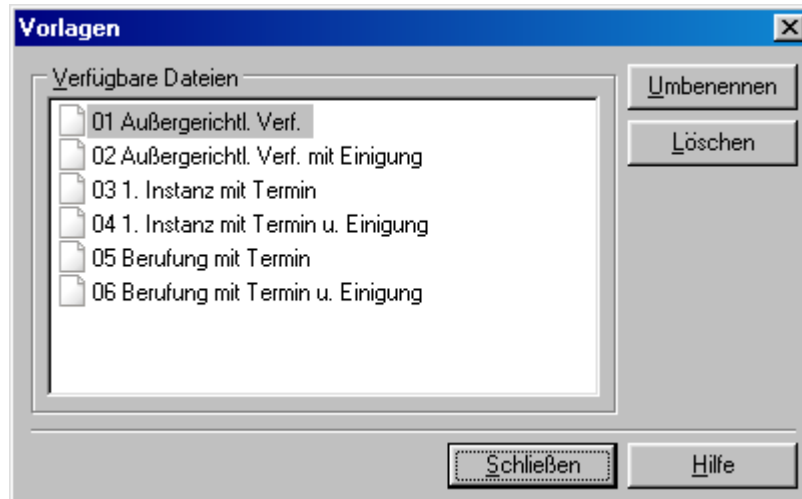 Vorlagen
Verfügbare Dateien
01 Außergerichtl. Verf.
02 Außergerichtl. Verf. mit Einigung
03 1. Instanz mit Termin
04 1. Instanz mit Termin u. Einigung
05 Berufung mit Termin
06 Berufung mit Termin u. Einigung
Umbenennen
Löschen
Schließen
Hilfe